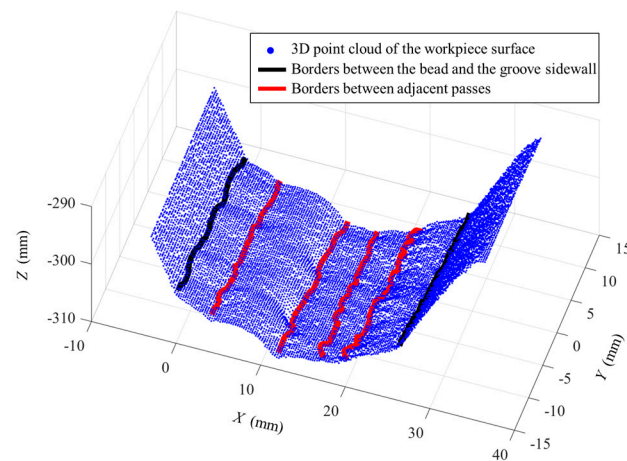 3D point cloud of the workpiece surface
Borders between the bead and the groove sidewall
Borders between adjacent passes
-290
-300
-310
Z (mm)
-10
0
10
20
30
40
X (mm)
15
10
5
0
-5
-10
-15
Y (mm)